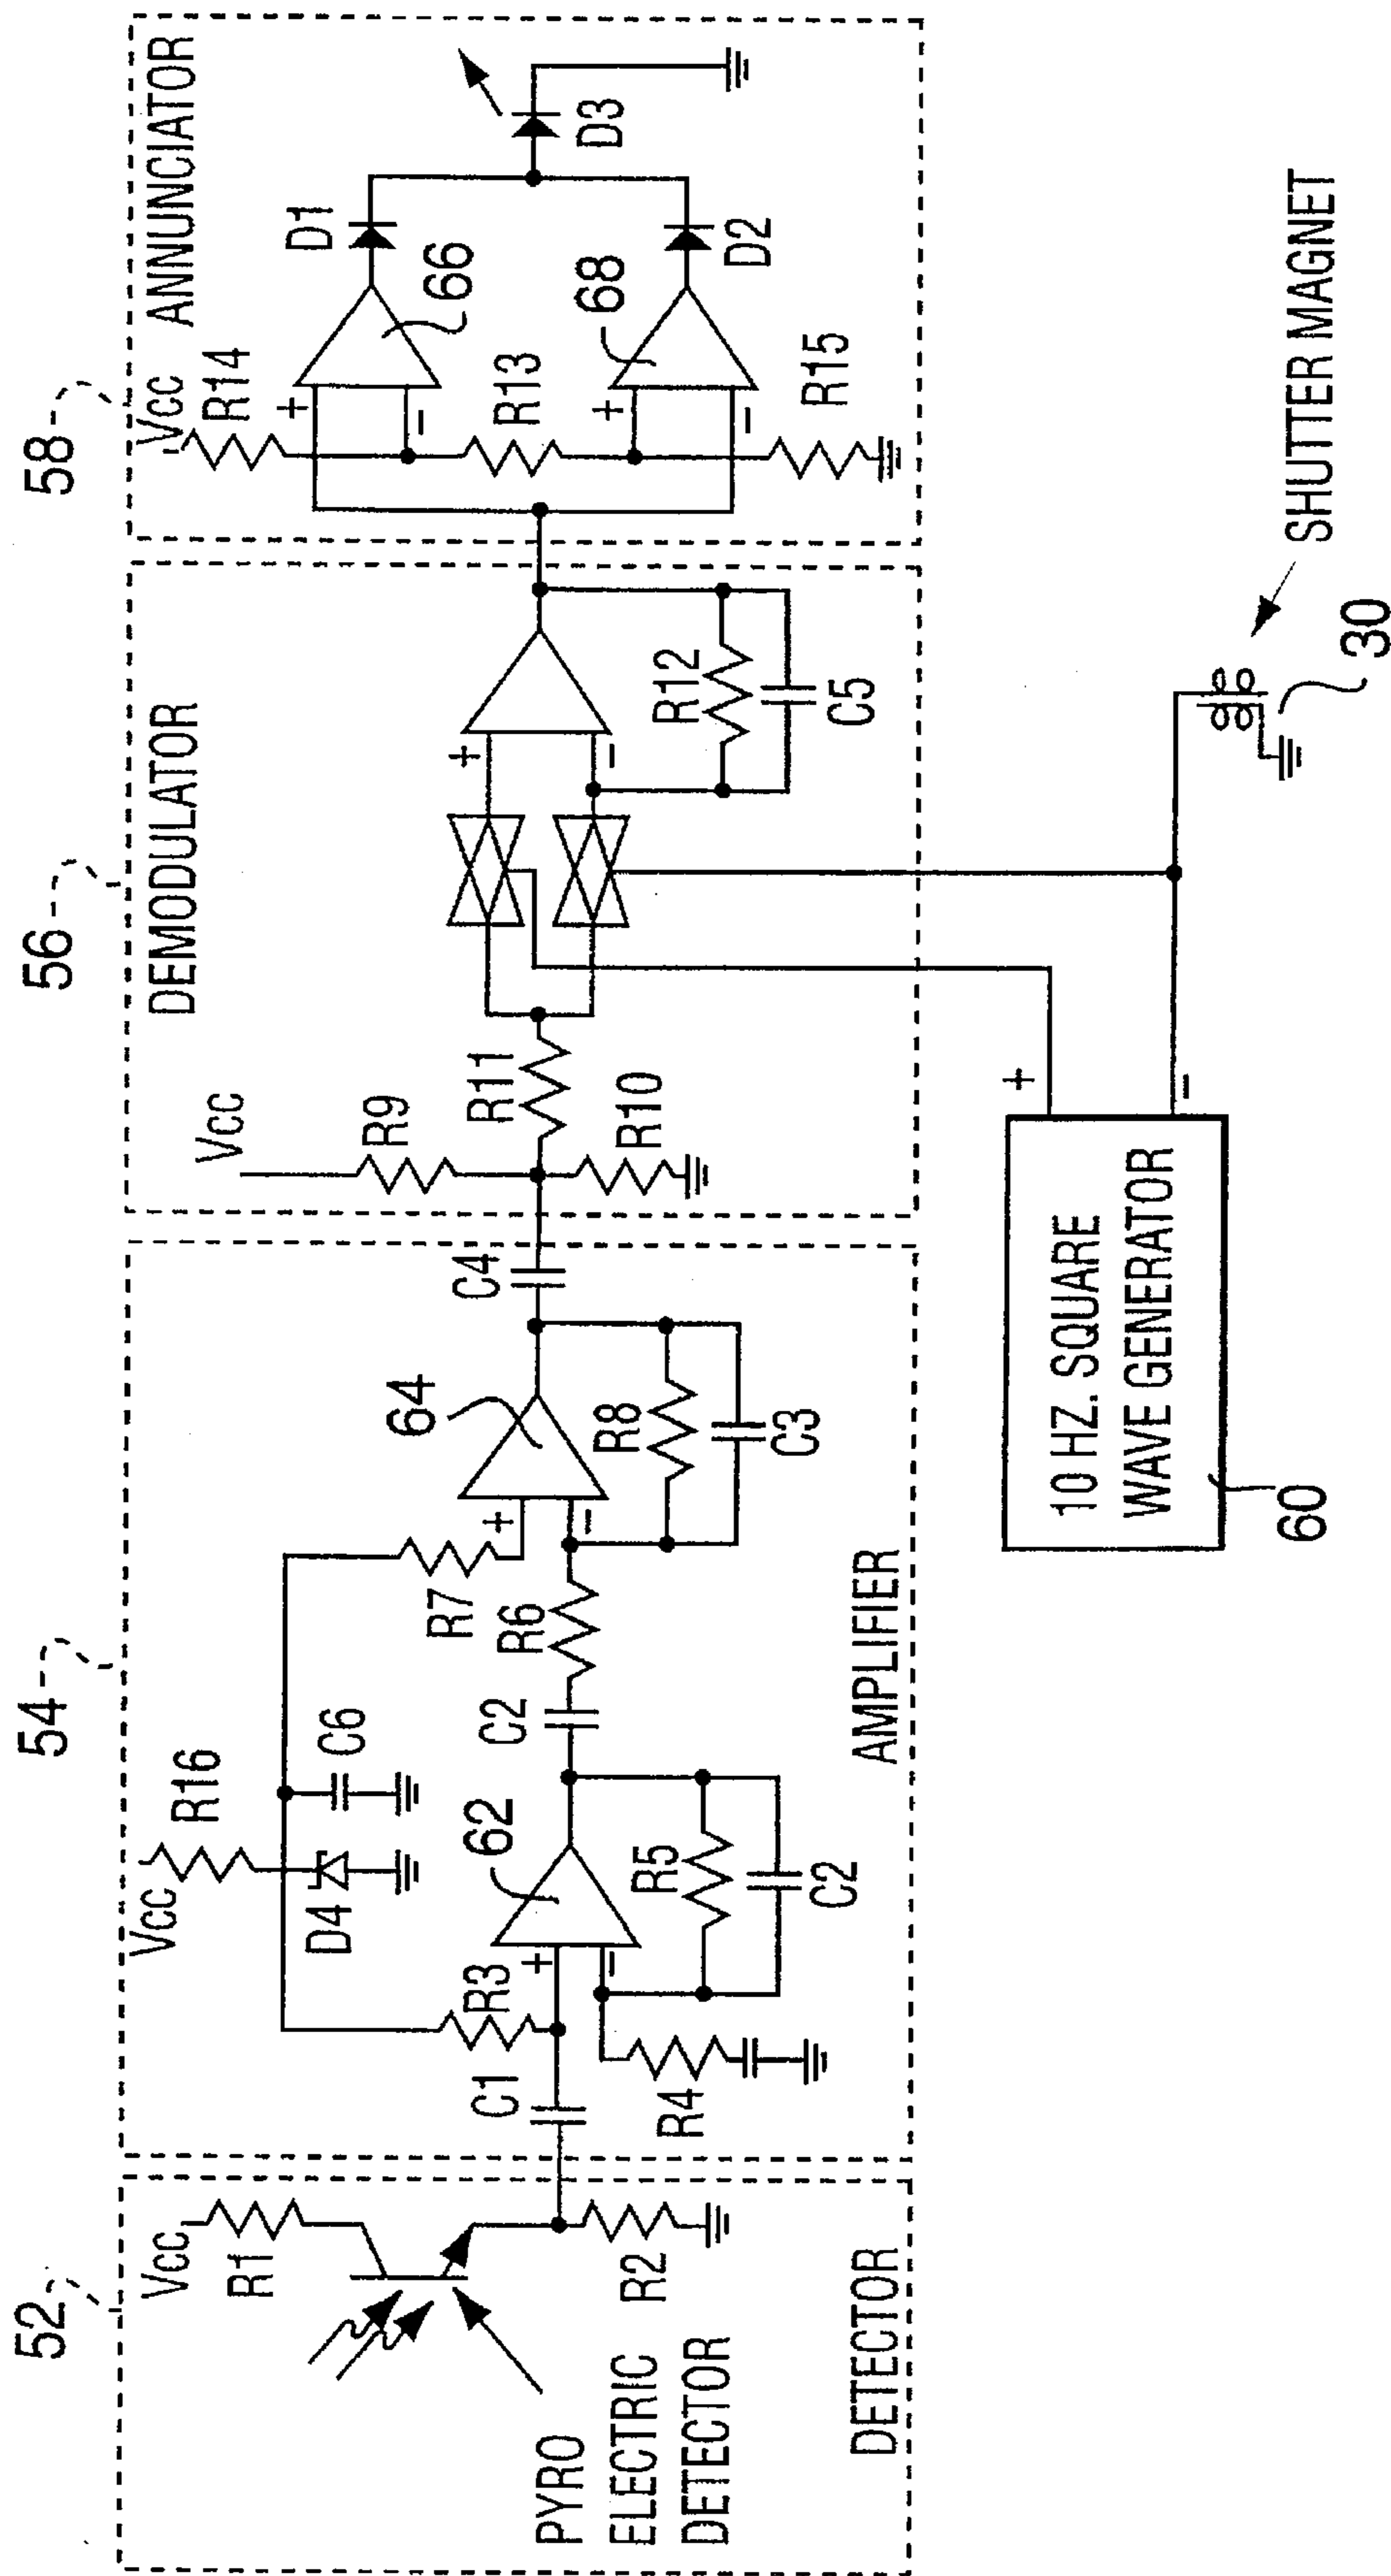 52
54
56
58
Vcc
R1
R2
PYRO
ELECTRIC
DETECTOR
DETECTOR
Vcc
R16
D4
C6
C1
R3
+
−
62
R4
R5
C2
C2
R6
R7
+
−
64
R8
C3
C4
AMPLIFIER
DEMODULATOR
Vcc
R9
R11
R10
+
−
R12
C5
ANNUNCIATOR
Vcc
R14
+
−
66
D1
R13
+
−
68
D2
R15
D3
10 HZ. SQUARE
WAVE GENERATOR
60
+
−
SHUTTER MAGNET
30